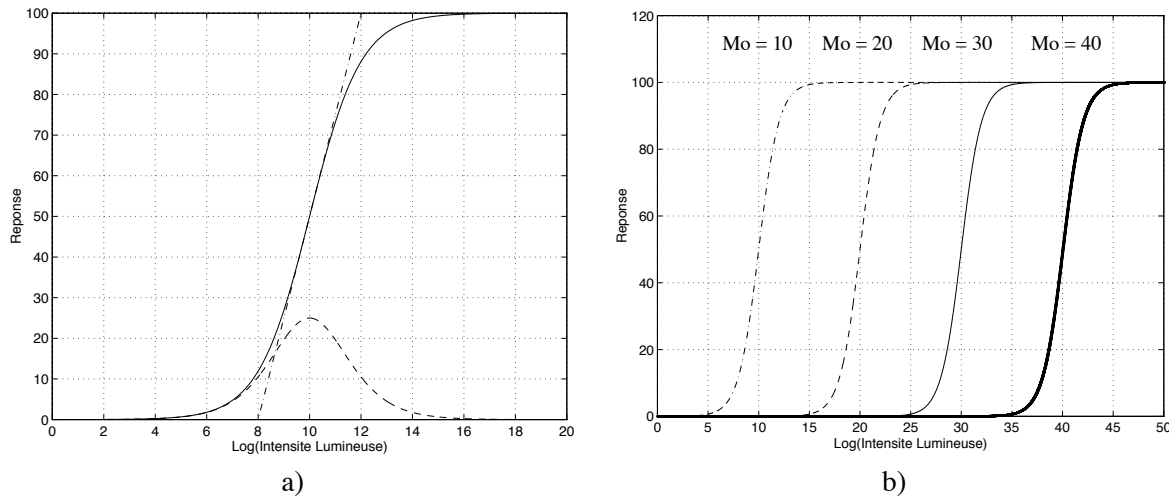 100
90
80
70
60
50
40
30
20
10
0
0 2 4 6 8 10 12 14 16 18 20
Reponse
Log(Intensite Lumineuse)
a)
120
100
80
60
40
20
0
Mo = 10 Mo = 20 Mo = 30 Mo = 40
0 5 10 15 20 25 30 35 40 45 50
Reponse
Log(Intensite Lumineuse)
b)